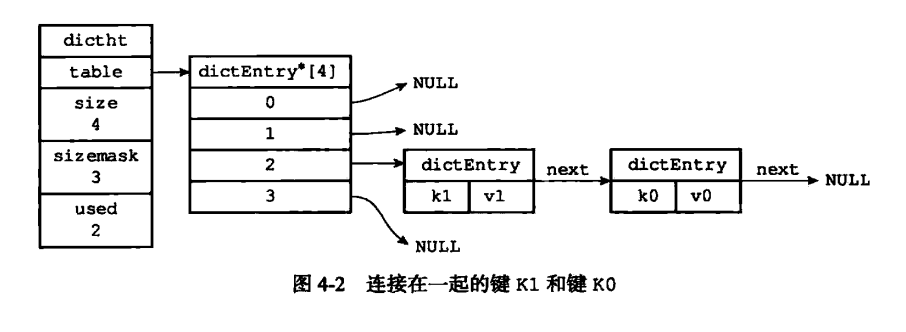 dictht
table
size
4
sizemask
3
used
2
dictEntry*[4]
0
1
2
3
NULL
NULL
dictEntry
k1 v1
next
dictEntry
k0 v0
next
NULL
NULL
图 4-2 连接在一起的键 K1 和键 K0